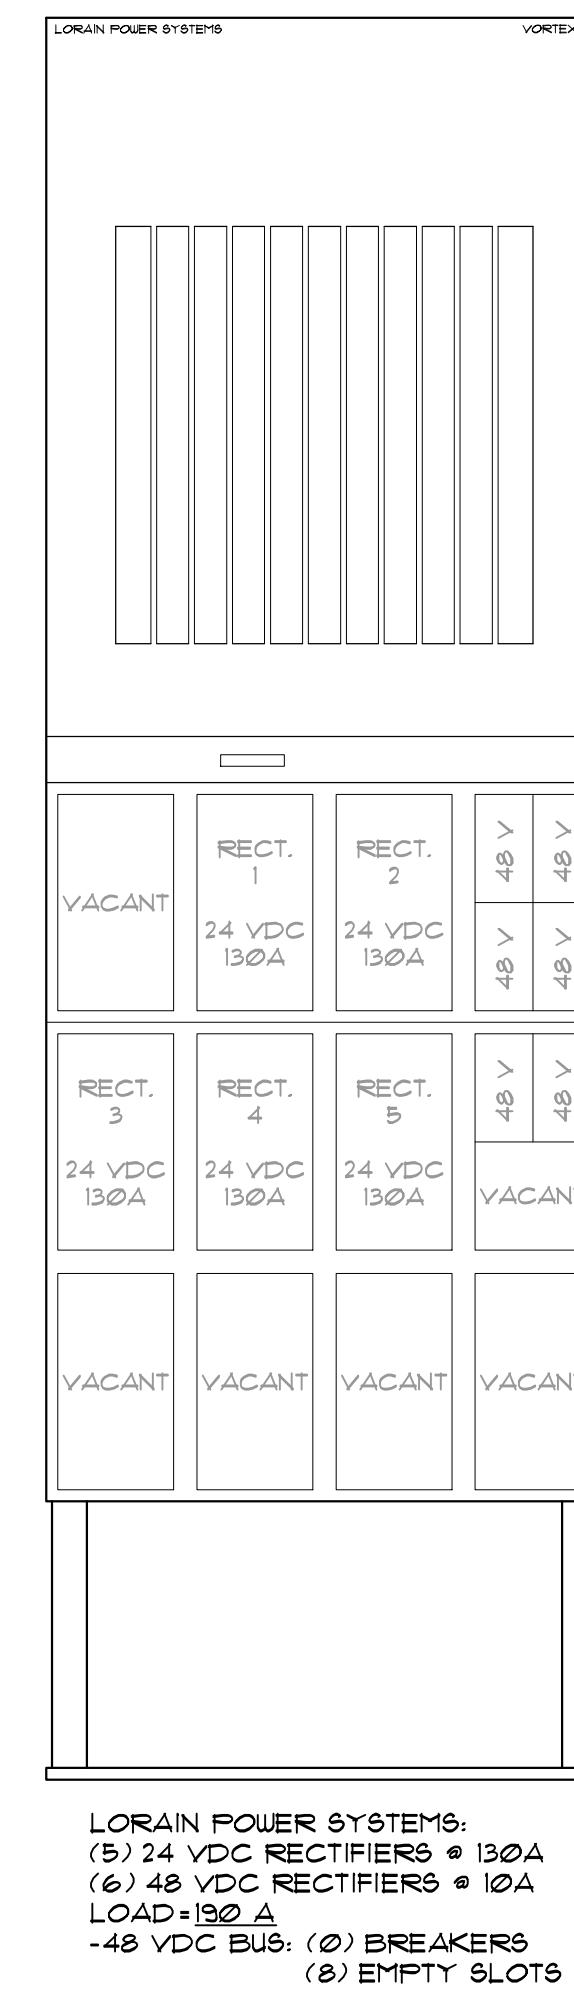 LORAIN POWER SYSTEMS VORTEX
RECT. RECT.
1 2
VACANT
24 VDC 24 VDC
130A 130A
48 V 48 V
48 V 48 V
RECT. RECT. RECT.
3 4 5
24 VDC 24 VDC 24 VDC
130A 130A 130A
48 V 48 V
VACAN
VACANT VACANT VACANT VACAN
LORAIN POWER SYSTEMS:
(5) 24 VDC RECTIFIERS @ 130A
(6) 48 VDC RECTIFIERS @ 10A
LOAD=190 A
-48 VDC BUS: (0) BREAKERS
(8) EMPTY SLOTS